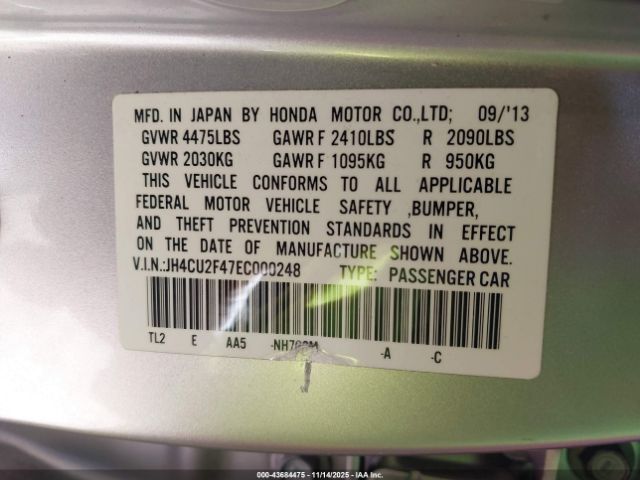 MFD. IN JAPAN BY HONDA MOTOR CO.,LTD; 09/'13
GVWR 4475LBS GAWR F 2410LBS R 2090LBS
GVWR 2030KG GAWR F 1095KG R 950KG
THIS VEHICLE CONFORMS TO ALL APPLICABLE
FEDERAL MOTOR VEHICLE SAFETY ,BUMPER,
AND THEFT PREVENTION STANDARDS IN EFFECT
ON THE DATE OF MANUFACTURE SHOWN ABOVE.
V.I.N.:JH4CU2F47EC000248 TYPE: PASSENGER CAR
TL2 E AA5 -A -C
000-43684475 - 11/14/2025 - IAA Inc.